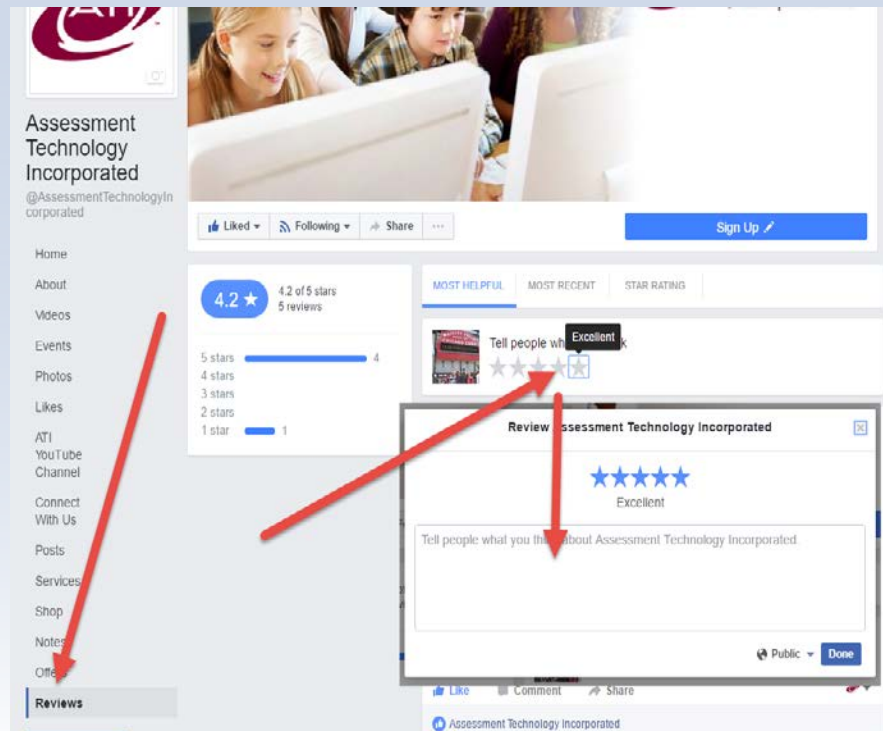 ATI
Assessment
Technology
Incorporated
@AssessmentTechnologyIn
corporated
Home
About
Videos
Events
Photos
Likes
ATI
YouTube
Channel
Connect
With Us
Posts
Services
Shop
Notes
Reviews
Liked
Following
Share
...
Sign Up
4.2 ★
4.2 of 5 stars
5 reviews
5 stars 4
4 stars
3 stars
2 stars
1 star 1
MOST HELPFUL MOST RECENT STAR RATING
Excellent
Tell people
Review Assessment Technology Incorporated
Excellent
Tell people what you about Assessment Technology Incorporated
Public
Done
Like Comment Share
Assessment Technology Incorporated